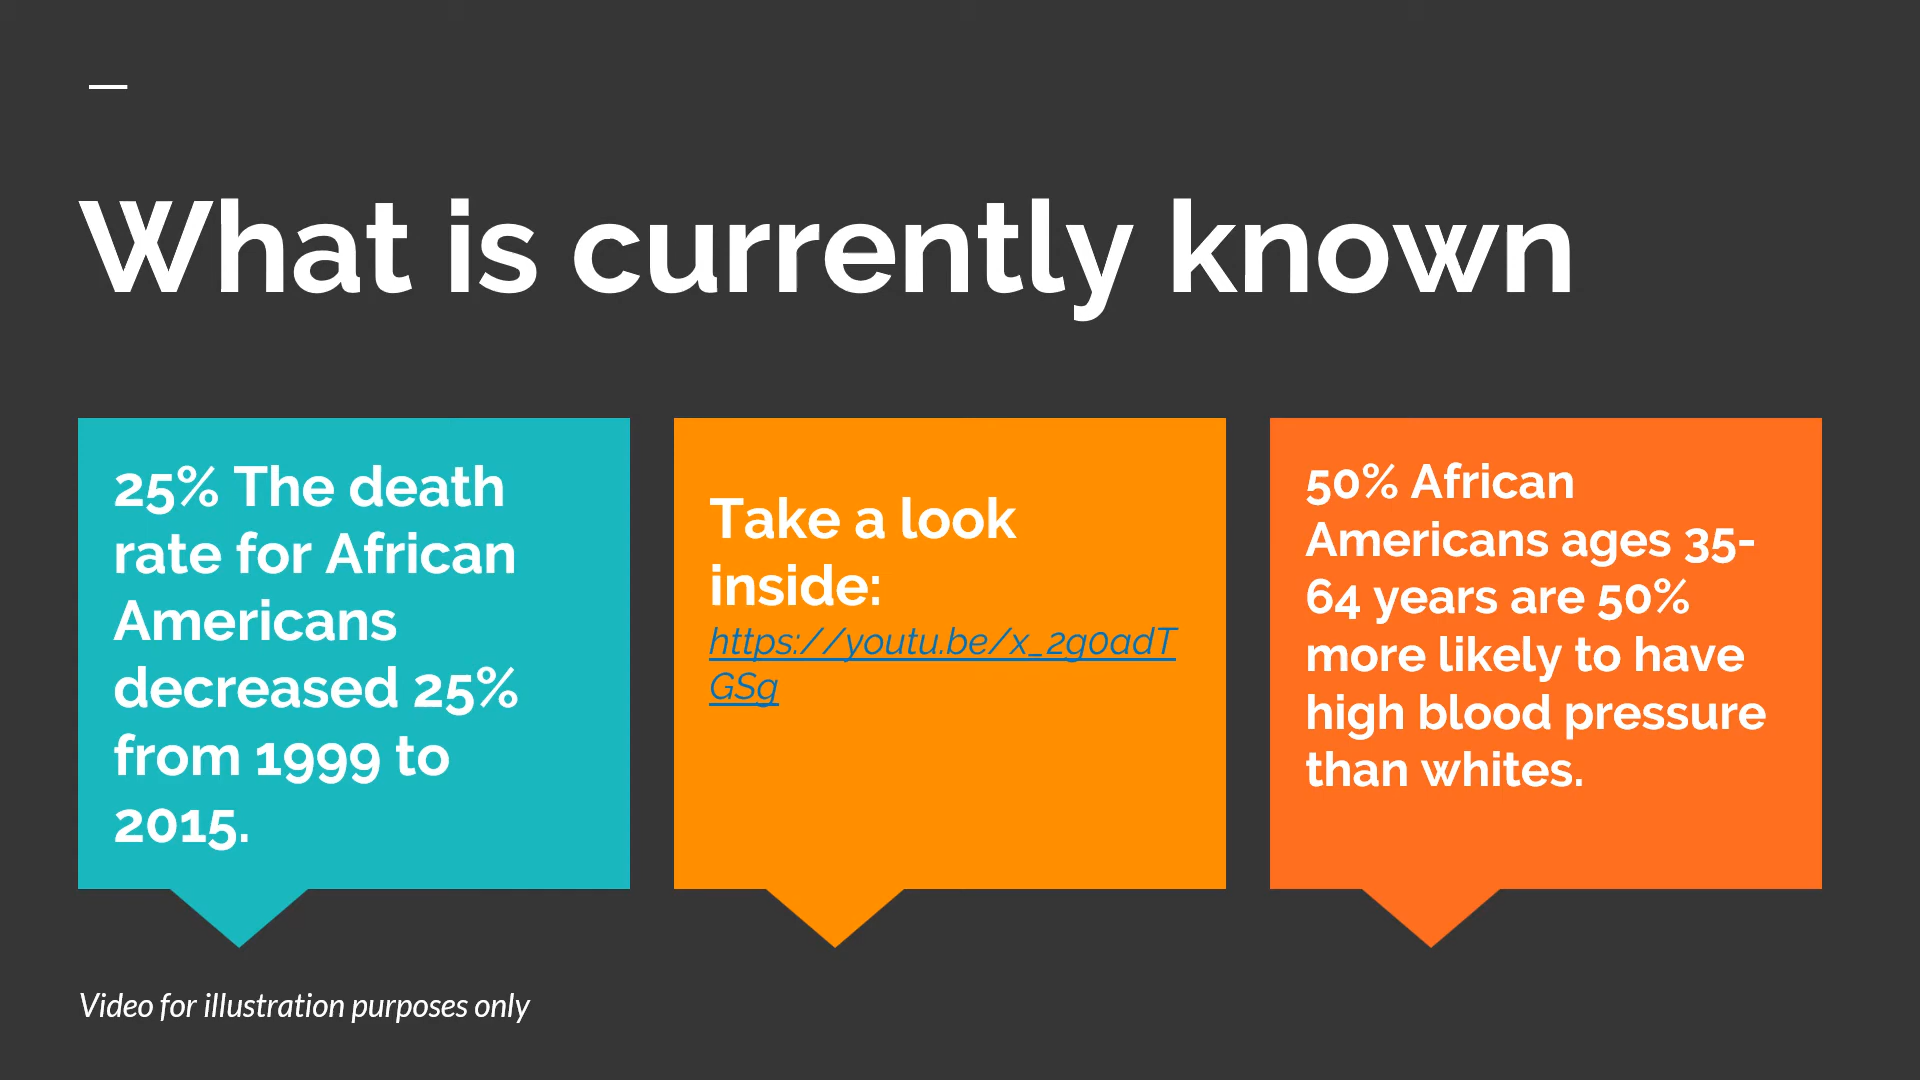 What is currently known
25% The death
rate for African
Americans
decreased 25%
from 1999 to
2015.
Take a look
inside:
https://youtu.be/x_2g0adT
GSg
50% African
Americans ages 35-
64 years are 50%
more likely to have
high blood pressure
than whites.
Video for illustration purposes only